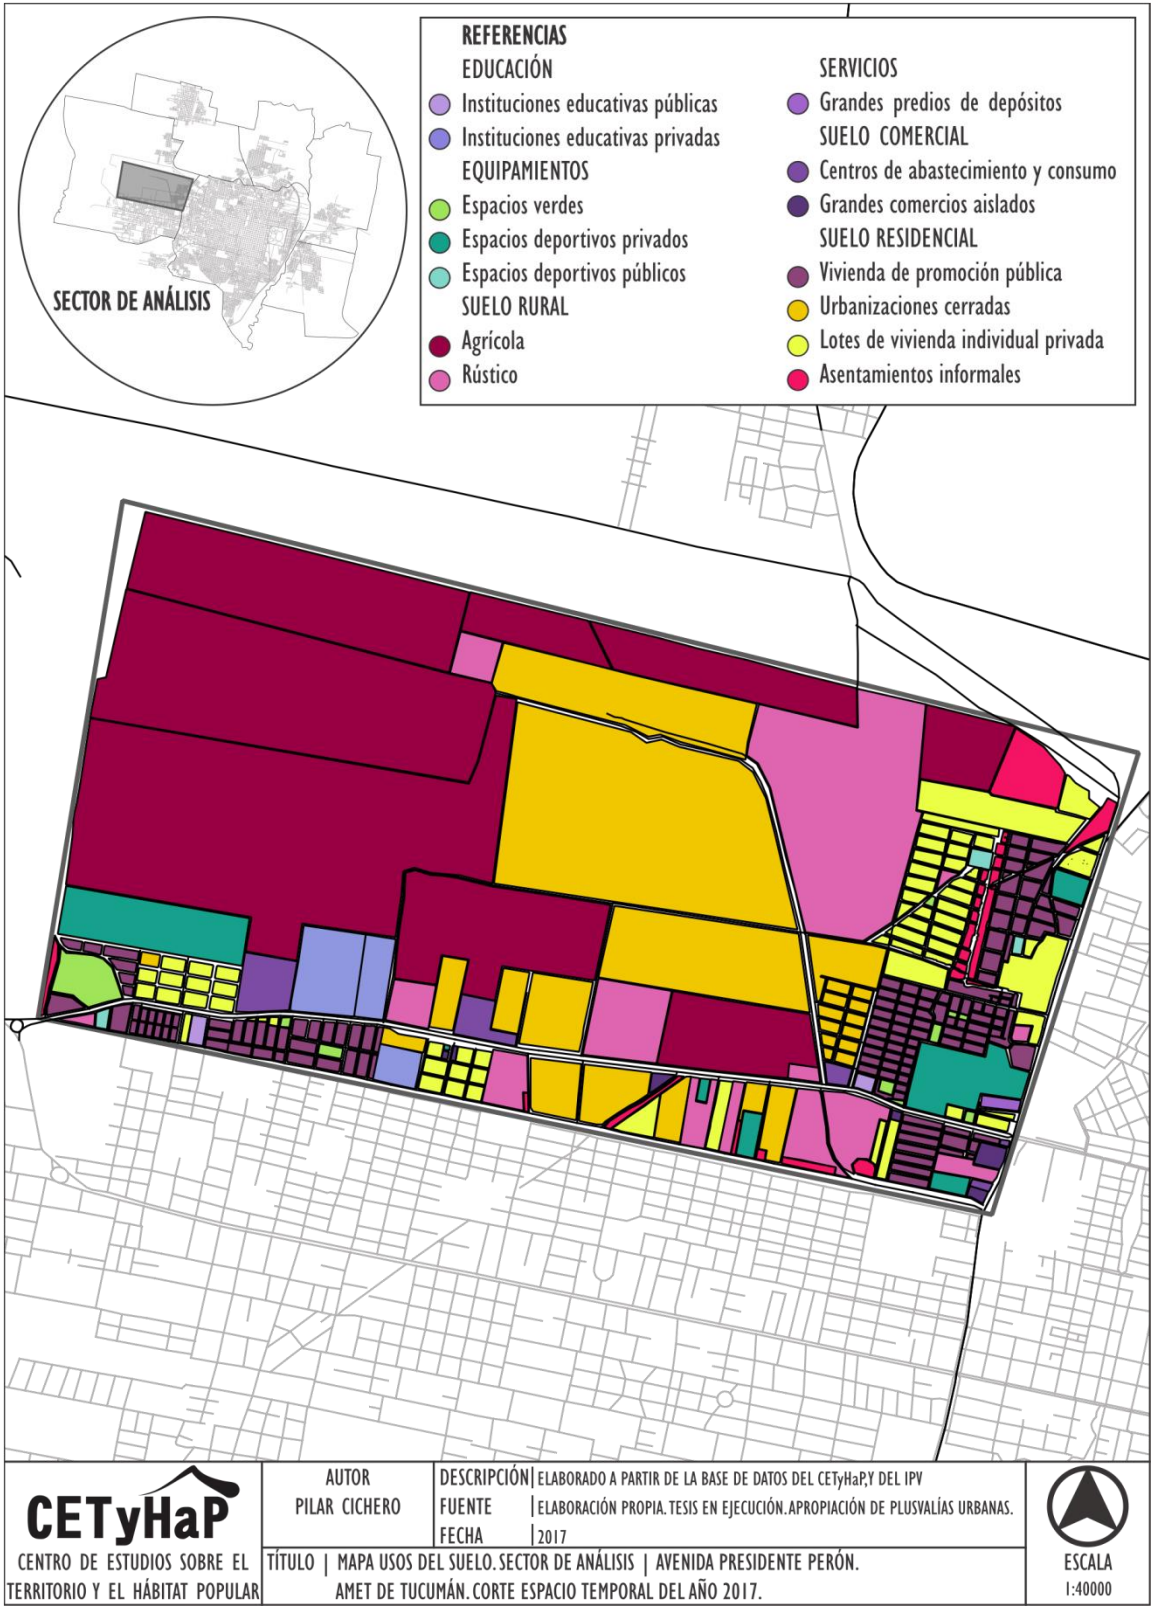 SECTOR DE ANÁLISIS
REFERENCIAS
EDUCACIÓN
Instituciones educativas públicas
Instituciones educativas privadas
EQUIPAMIENTOS
Espacios verdes
Espacios deportivos privados
Espacios deportivos públicos
SUELO RURAL
Agrícola
Rústico
SERVICIOS
Grandes predios de depósitos
SUELO COMERCIAL
Centros de abastecimiento y consumo
Grandes comercios aislados
SUELO RESIDENCIAL
Vivienda de promoción pública
Urbanizaciones cerradas
Lotes de vivienda individual privada
Asentamientos informales
CETyHaP
CENTRO DE ESTUDIOS SOBRE EL
TERRITORIO Y EL HÁBITAT POPULAR
AUTOR
PILAR CICHERO
DESCRIPCIÓN | ELABORADO A PARTIR DE LA BASE DE DATOS DEL CETyHaP,Y DEL IPV
FUENTE | ELABORACIÓN PROPIA. TESIS EN EJECUCIÓN. APROPIACIÓN DE PLUSVALÍAS URBANAS.
FECHA | 2017
TÍTULO | MAPA USOS DEL SUELO. SECTOR DE ANÁLISIS | AVENIDA PRESIDENTE PERÓN.
AMET DE TUCUMÁN. CORTE ESPACIO TEMPORAL DEL AÑO 2017.
ESCALA
1:40000